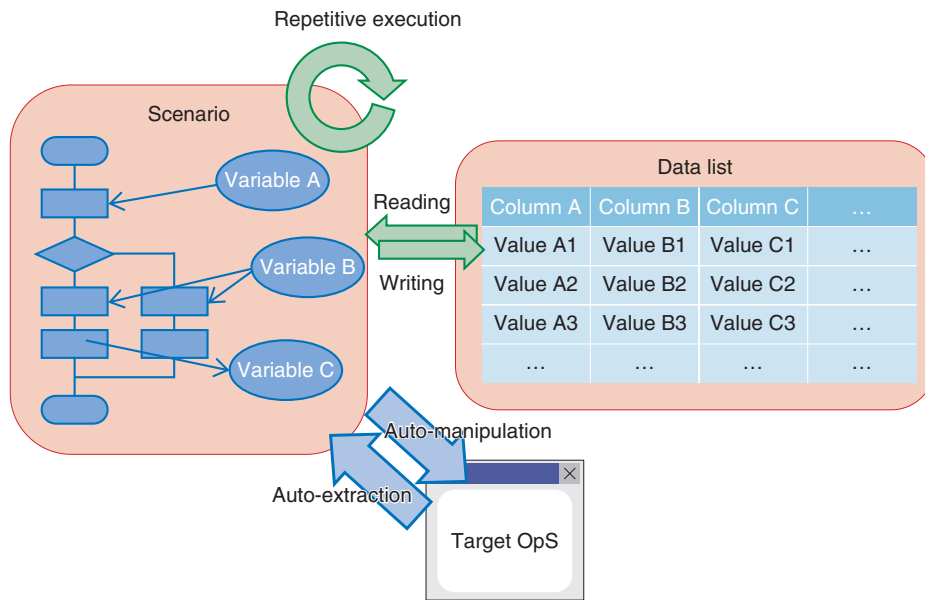 Repetitive execution
Scenario
Variable A
Variable B
Variable C
Reading
Writing
Data list
Column A Column B Column C …
Value A1 Value B1 Value C1 …
Value A2 Value B2 Value C2 …
Value A3 Value B3 Value C3 …
… … … …
Auto-manipulation
Auto-extraction
Target OpS